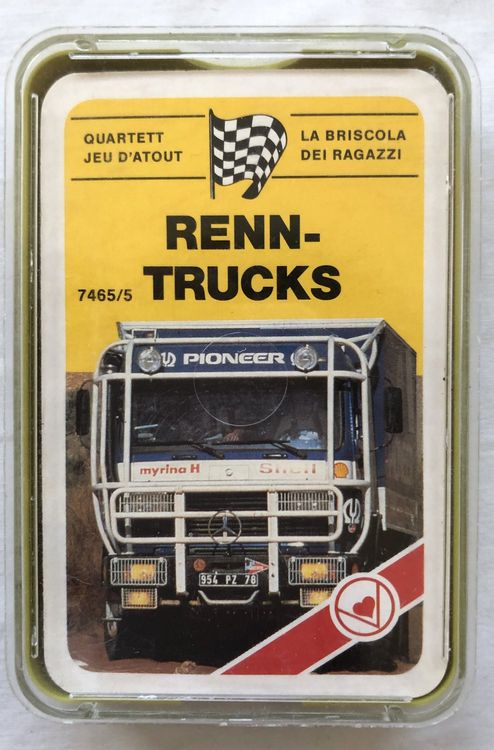 QUARTETT
JEU D'ATOUT
LA BRISCOLA
DEI RAGAZZI
RENN-
TRUCKS
7465/5
PIONEER
myrina H
Shell
954 PZ 78